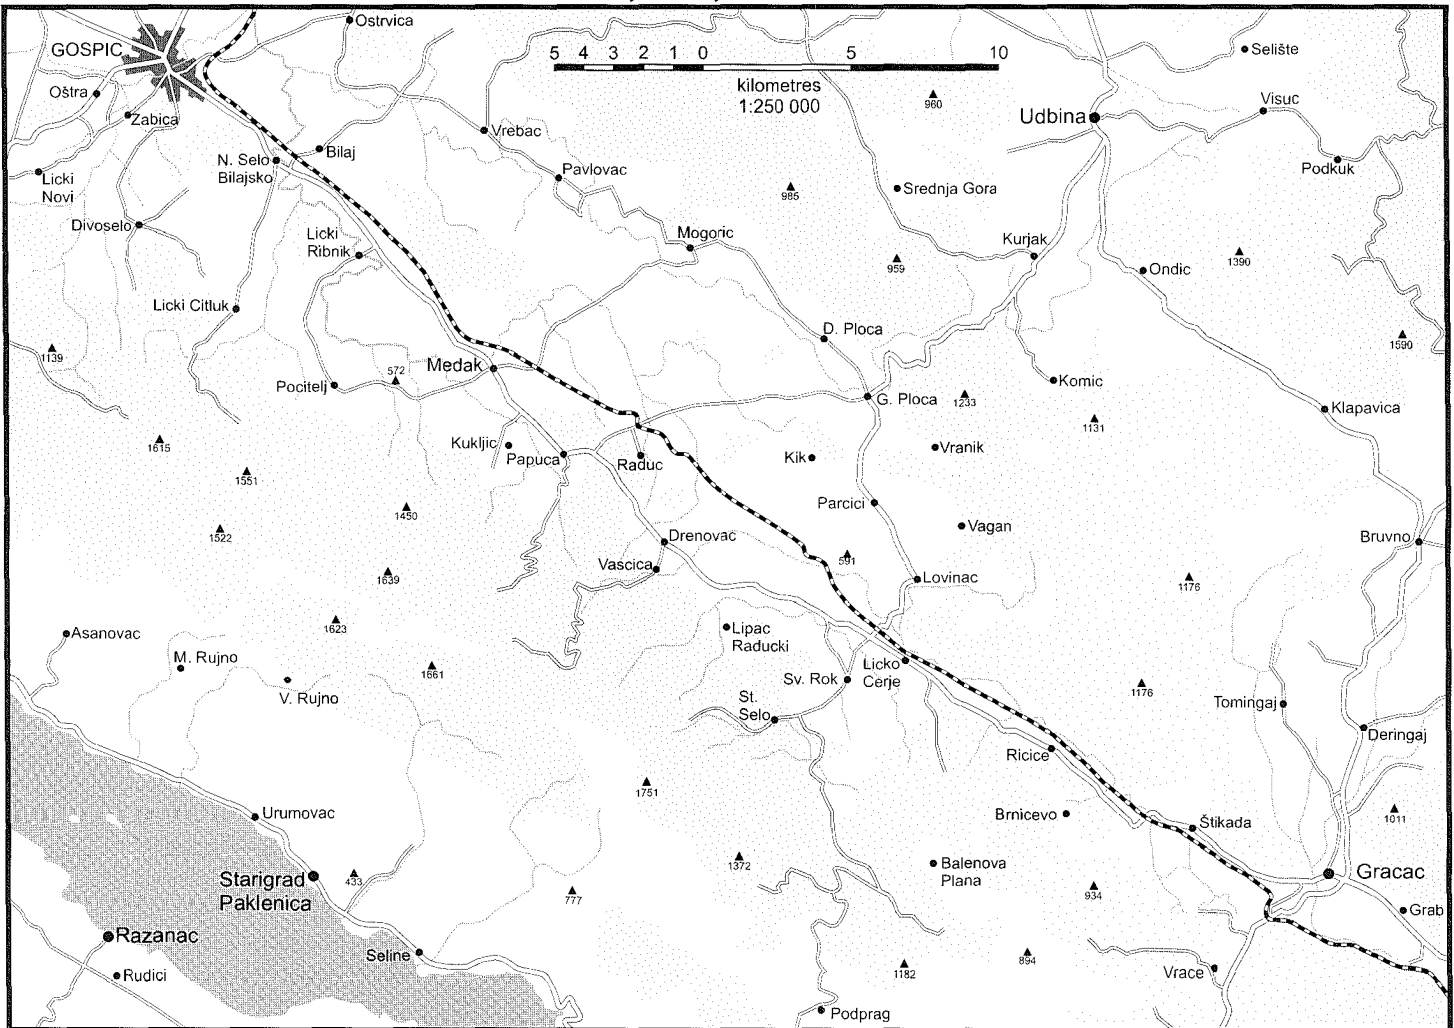 Ostrvica
GOSPIC
5 4 3 2 1 0 5 10
kilometres
1:250 000
Selište
Oštra
960
Visuc
Zabica
Udbina
Vrebac
Bilaj
N. Selo
Bilajsko
Podkuk
Pavlovac
Licki
Novi
985
Srednja Gora
Divoselo
Licki
Ribnik
Mogoric
Kurjak
959
1390
Ondic
Licki Citluk
D. Ploca
1139
1590
Medak
572
Pocitelj
Komic
1233
G. Ploca
Klapavica
1131
1615
Kukljic
Papuca
Raduc
Kik
Vranik
1551
Parcici
1450
1522
Vagan
Drenovac
Bruvno
591
Vascica
1639
Lovinac
1176
1623
Asanovac
Lipac
Raducki
M. Rujno
1661
Licko
Cerje
V. Rujno
Sv. Rok
1176
St.
Selo
Tomingaj
Deringaj
Ricice
1751
Urumovac
Brnicevo
1011
Štikada
1372
Balenova
Plana
Starigrad
Paklenica
433
777
934
Gracac
Grab
Razanac
Seline
894
1182
Vrace
Rudici
Podprag